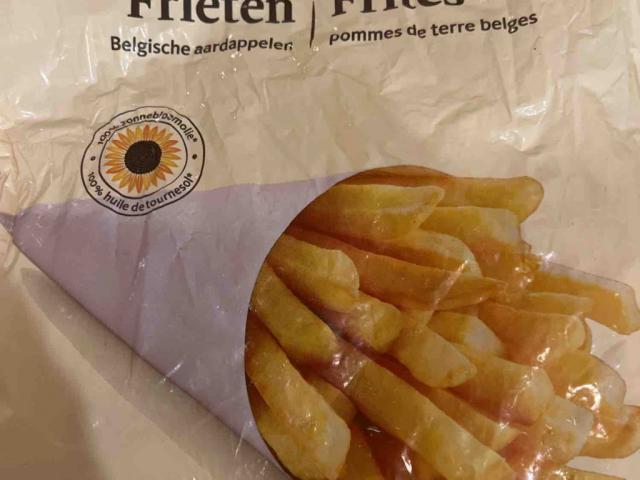 Frieten | Frites
Belgische aardappelen | pommes de terre belges
100% zonnebloemolie*
100% huile de tournesol*